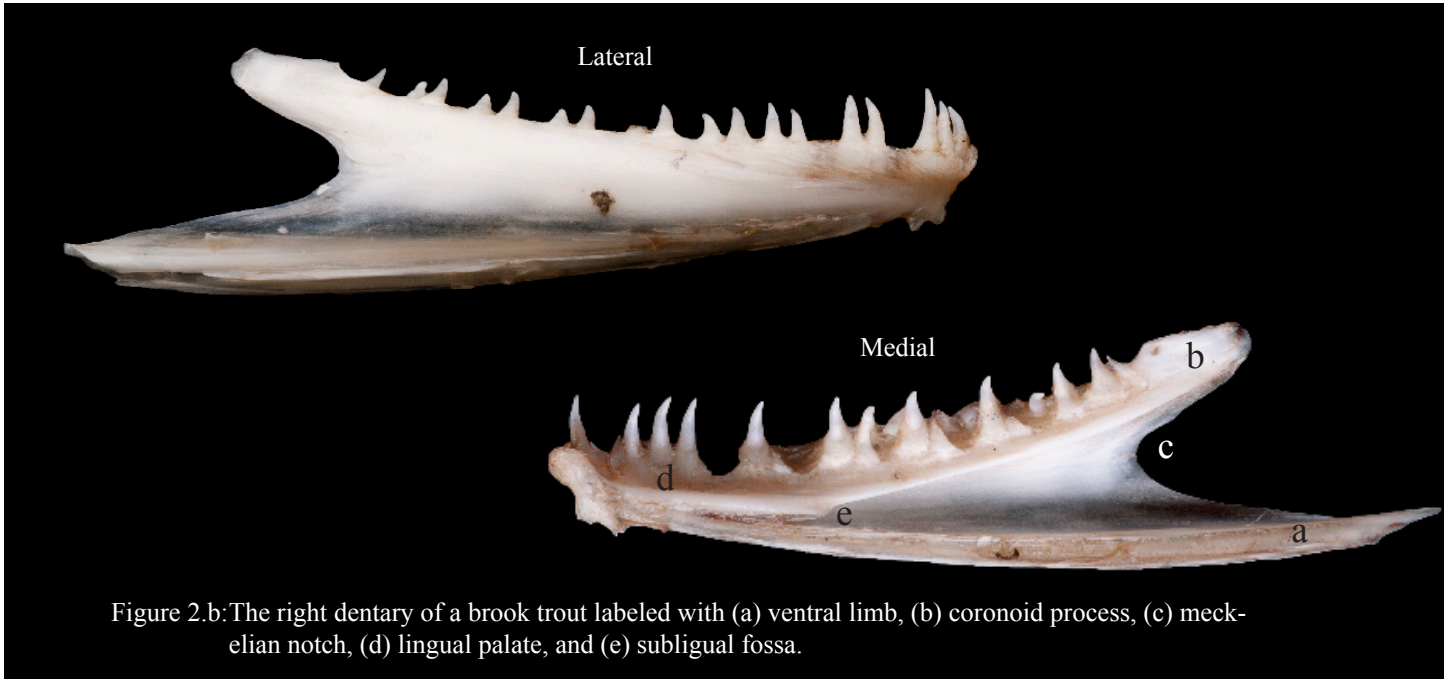 Lateral
Medial
b
c
d
e
a
Figure 2.b:The right dentary of a brook trout labeled with (a) ventral limb, (b) coronoid process, (c) meck-
elian notch, (d) lingual palate, and (e) subligual fossa.